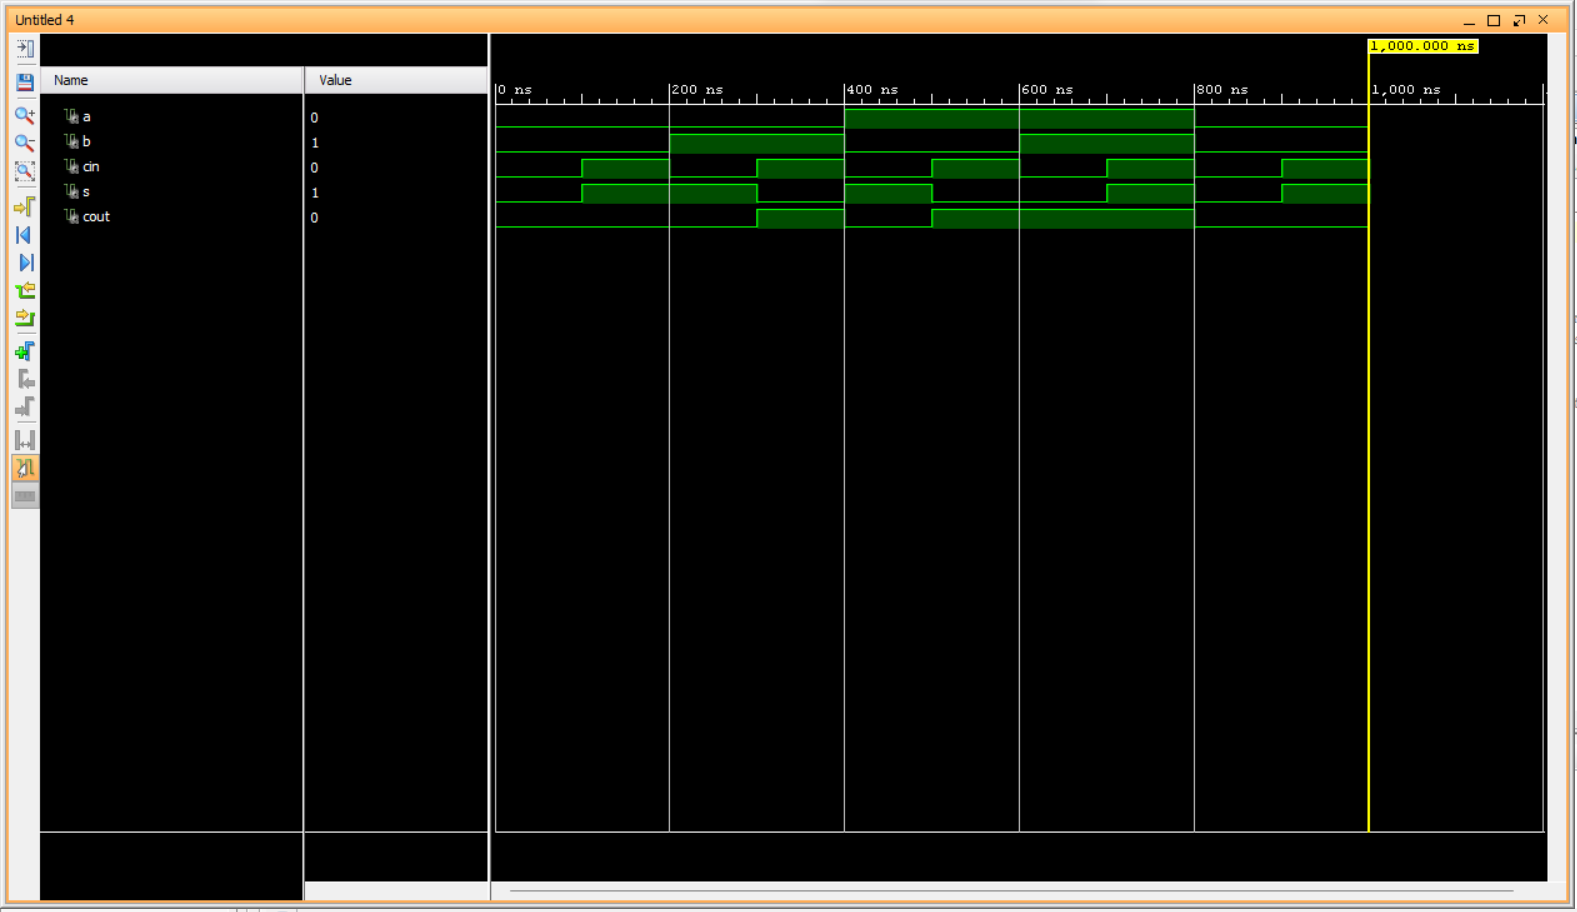 Untitled 4
1,000.000 ns
Name Value
0 ns 200 ns 400 ns 600 ns 800 ns 1,000 ns
a 0
b 1
cin 0
s 1
cout 0